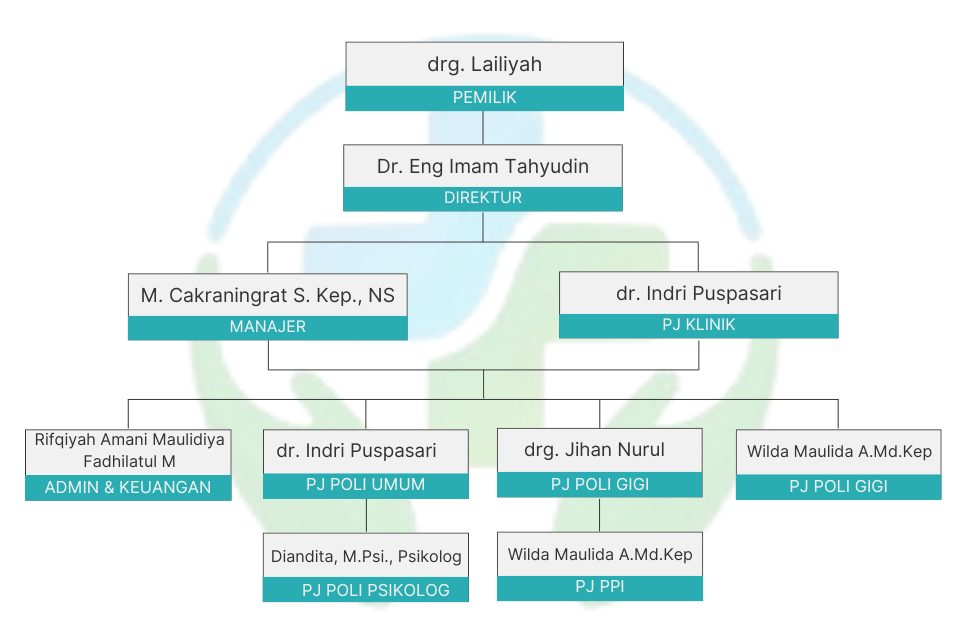 drg. Lailiyah
PEMILIK
Dr. Eng Imam Tahyudin
DIREKTUR
M. Cakraningrat S. Kep., NS
MANAJER
dr. Indri Puspasari
PJ KLINIK
Rifqiyah Amani Maulidiya
Fadhilatul M
ADMIN & KEUANGAN
dr. Indri Puspasari
PJ POLI UMUM
drg. Jihan Nurul
PJ POLI GIGI
Wilda Maulida A.Md.Kep
PJ POLI GIGI
Diandita, M.Psi., Psikolog
PJ POLI PSIKOLOG
Wilda Maulida A.Md.Kep
PJ PPI